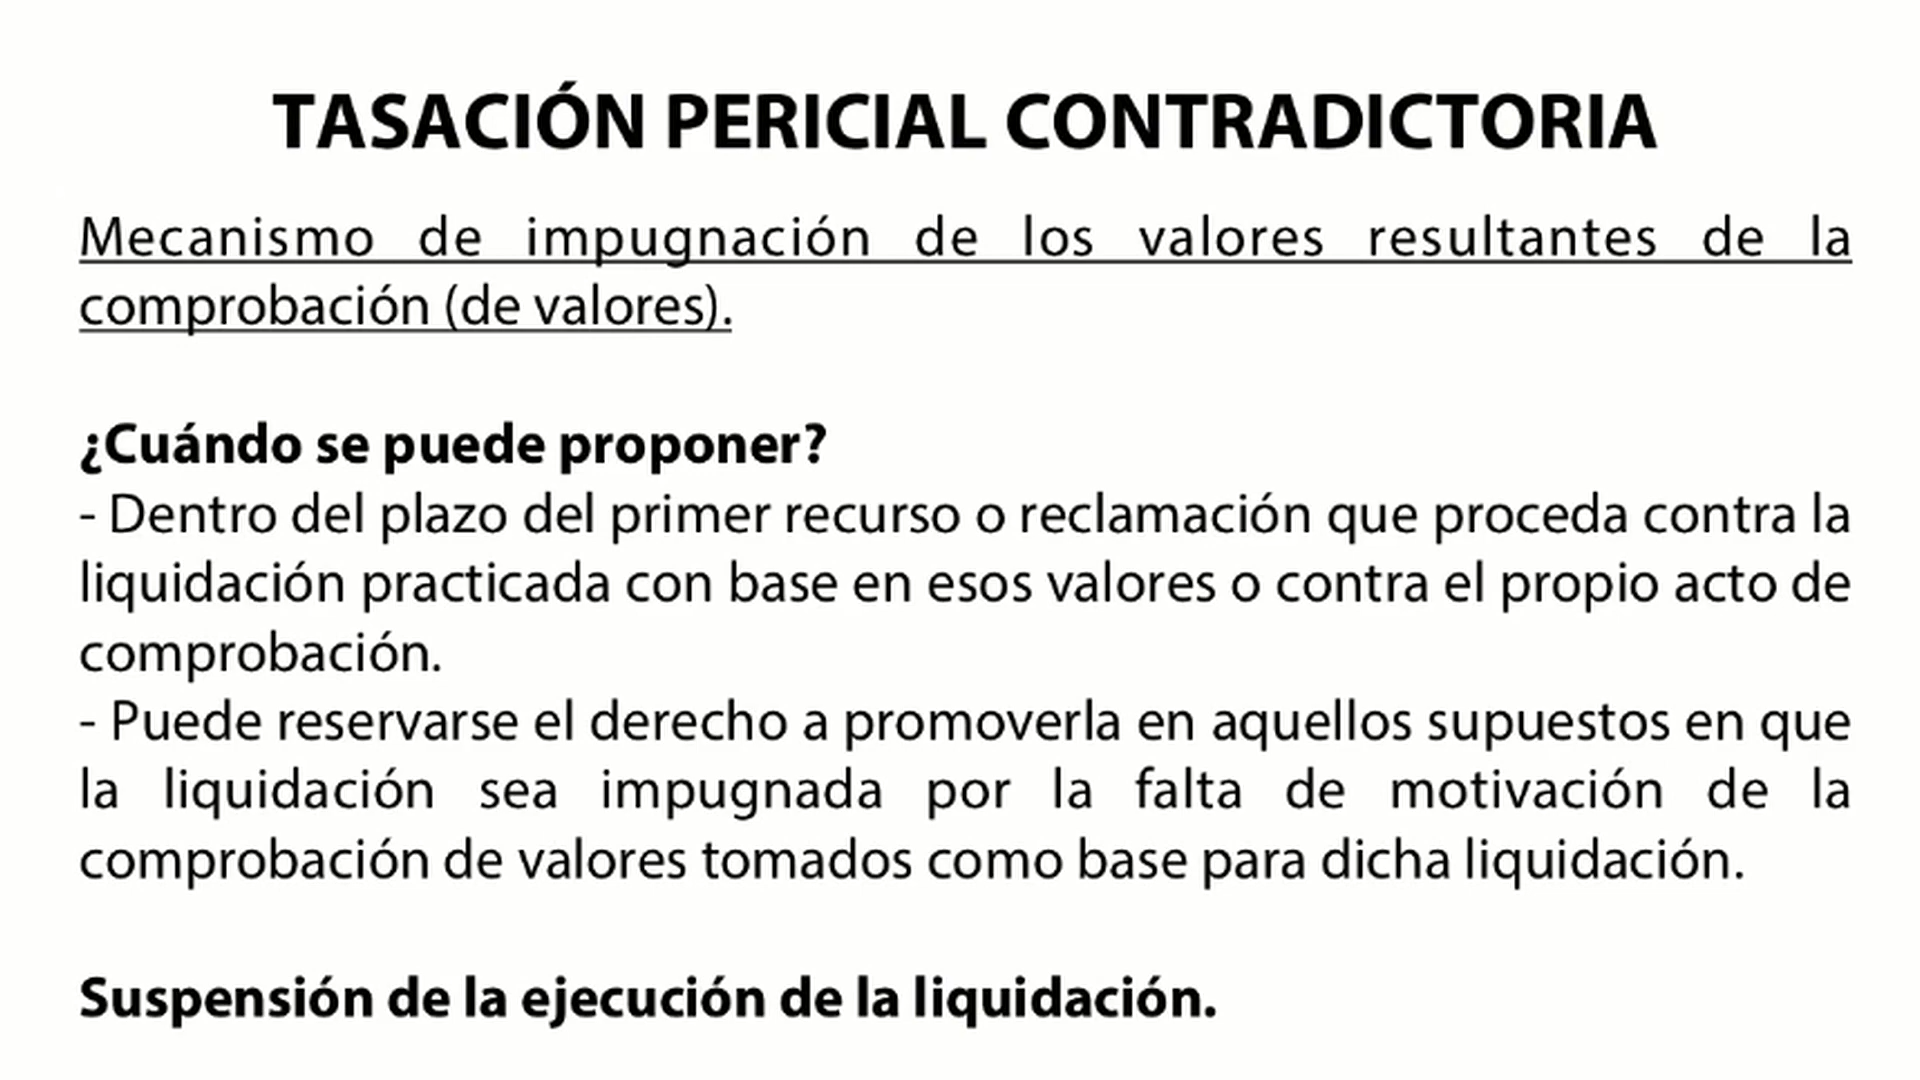 TASACIÓN PERICIAL CONTRADICTORIA
Mecanismo de impugnación de los valores resultantes de la
comprobación (de valores).
¿Cuándo se puede proponer?
- Dentro del plazo del primer recurso o reclamación que proceda contra la
liquidación practicada con base en esos valores o contra el propio acto de
comprobación.
- Puede reservarse el derecho a promoverla en aquellos supuestos en que
la liquidación sea impugnada por la falta de motivación de la
comprobación de valores tomados como base para dicha liquidación.
Suspensión de la ejecución de la liquidación.